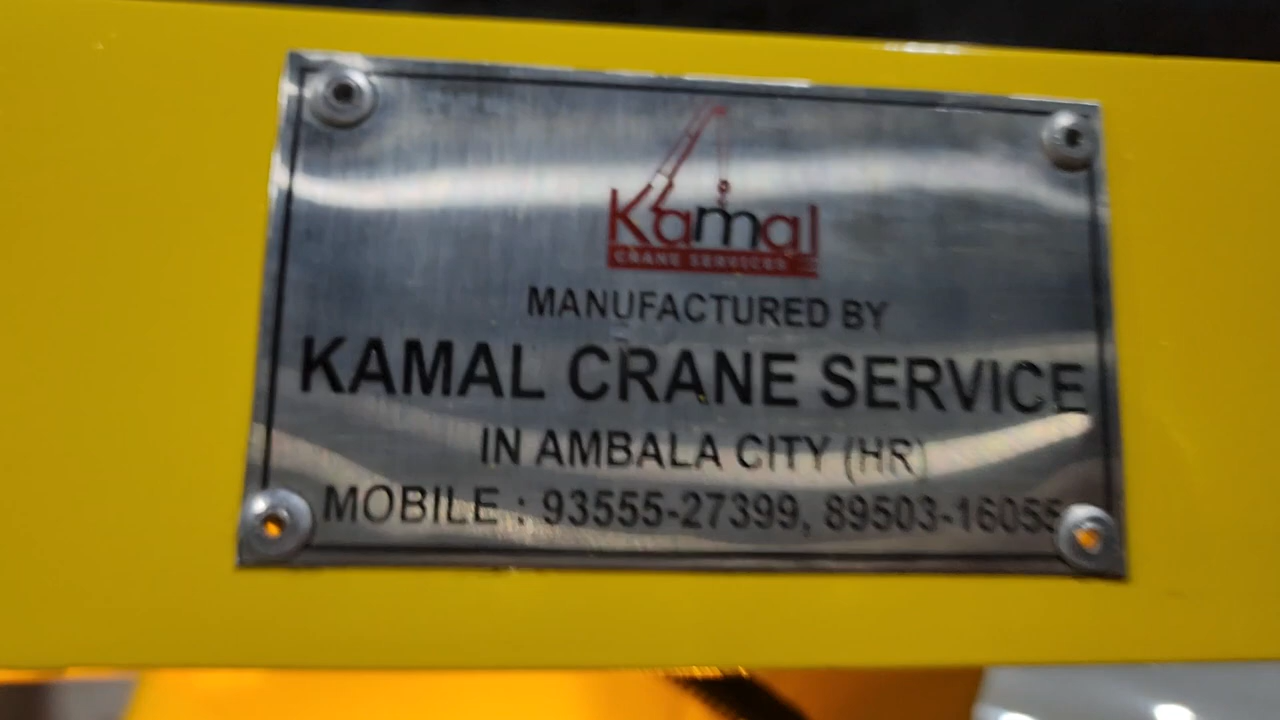 Kamal
CRANE SERVICES
MANUFACTURED BY
KAMAL CRANE SERVICE
IN AMBALA CITY (HR)
MOBILE : 93555-27399, 89503-16055